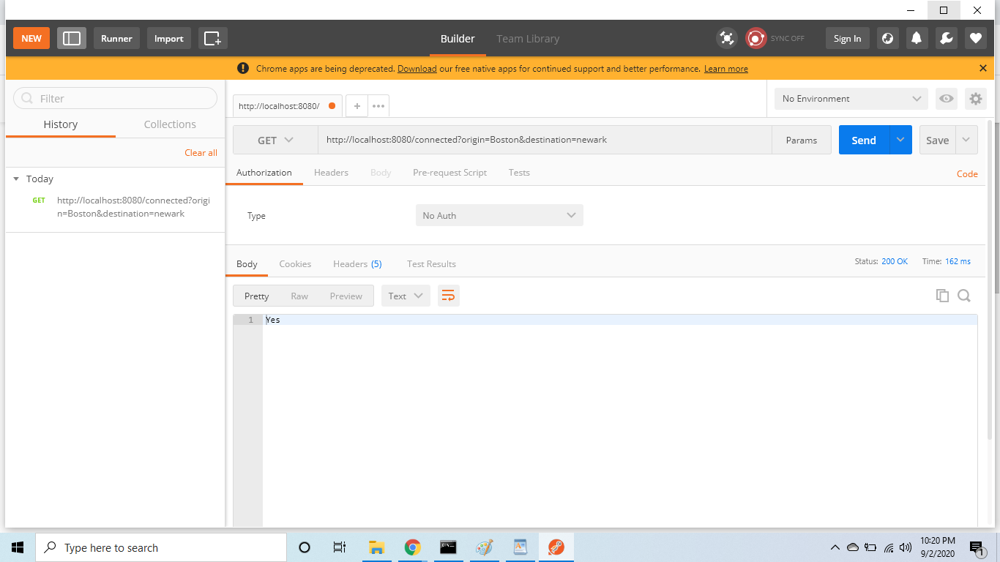 NEW
Runner
Import
Builder
Team Library
SYNC OFF
Sign In
Chrome apps are being deprecated. Download our free native apps for continued support and better performance. Learn more
Filter
History
Collections
Clear all
Today
GET
http://localhost:8080/connected?origi
n=Boston&destination=newark
http://localhost:8080/
No Environment
GET
http://localhost:8080/connected?origin=Boston&destination=newark
Params
Send
Save
Authorization
Headers
Body
Pre-request Script
Tests
Code
Type
No Auth
Body
Cookies
Headers (5)
Test Results
Status: 200 OK
Time: 162 ms
Pretty
Raw
Preview
Text
1
Yes
Type here to search
10:20 PM
9/2/2020
1